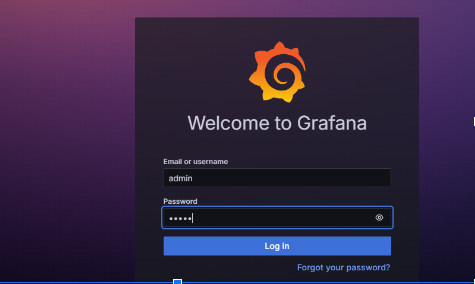 Welcome to Grafana
Email or username
admin
Password
•••••
Log in
Forgot your password?